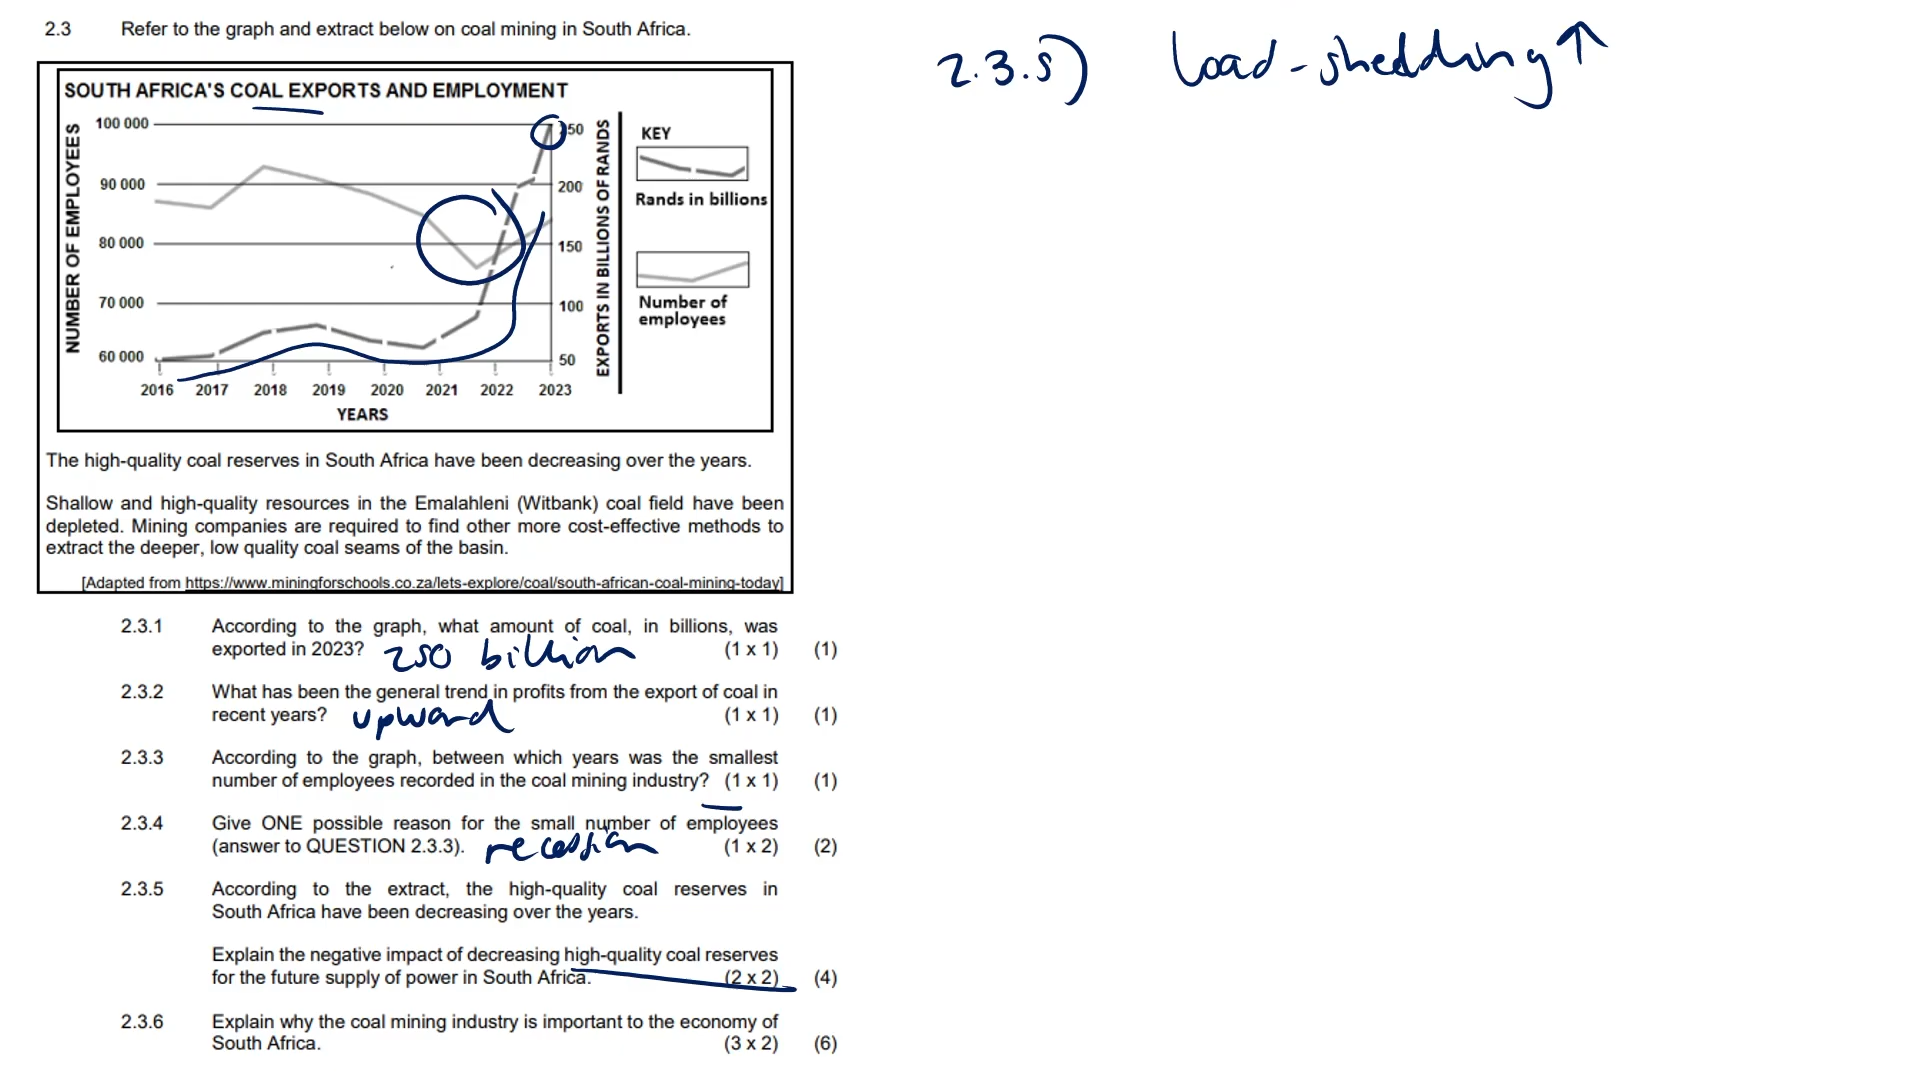 2.3 Refer to the graph and extract below on coal mining in South Africa.
SOUTH AFRICA'S COAL EXPORTS AND EMPLOYMENT
NUMBER OF EMPLOYEES
100 000
90 000
80 000
70 000
60 000
250
200
150
100
50
EXPORTS IN BILLIONS OF RANDS
2016 2017 2018 2019 2020 2021 2022 2023
YEARS
KEY
Rands in billions
Number of
employees
The high-quality coal reserves in South Africa have been decreasing over the years.
Shallow and high-quality resources in the Emalahleni (Witbank) coal field have been
depleted. Mining companies are required to find other more cost-effective methods to
extract the deeper, low quality coal seams of the basin.
[Adapted from https://www.miningforschools.co.za/lets-explore/coal/south-african-coal-mining-today]
2.3.1 According to the graph, what amount of coal, in billions, was
exported in 2023? 250 billion (1 x 1) (1)
2.3.2 What has been the general trend in profits from the export of coal in
recent years? upward (1 x 1) (1)
2.3.3 According to the graph, between which years was the smallest
number of employees recorded in the coal mining industry? (1 x 1) (1)
2.3.4 Give ONE possible reason for the small number of employees
(answer to QUESTION 2.3.3). recession (1 x 2) (2)
2.3.5 According to the extract, the high-quality coal reserves in
South Africa have been decreasing over the years.
Explain the negative impact of decreasing high-quality coal reserves
for the future supply of power in South Africa. (2 x 2) (4)
2.3.6 Explain why the coal mining industry is important to the economy of
South Africa. (3 x 2) (6)
2.3.5) Load-shedding ↑